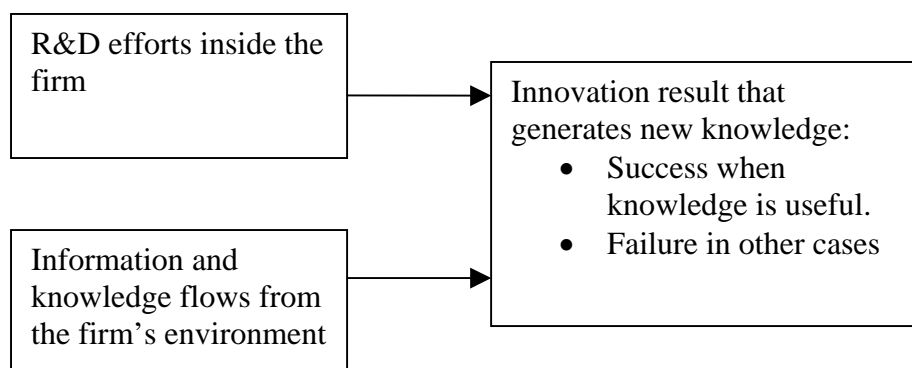 R&D efforts inside the
firm
Information and
knowledge flows from
the firm’s environment
Innovation result that
generates new knowledge:
• Success when
knowledge is useful.
• Failure in other cases